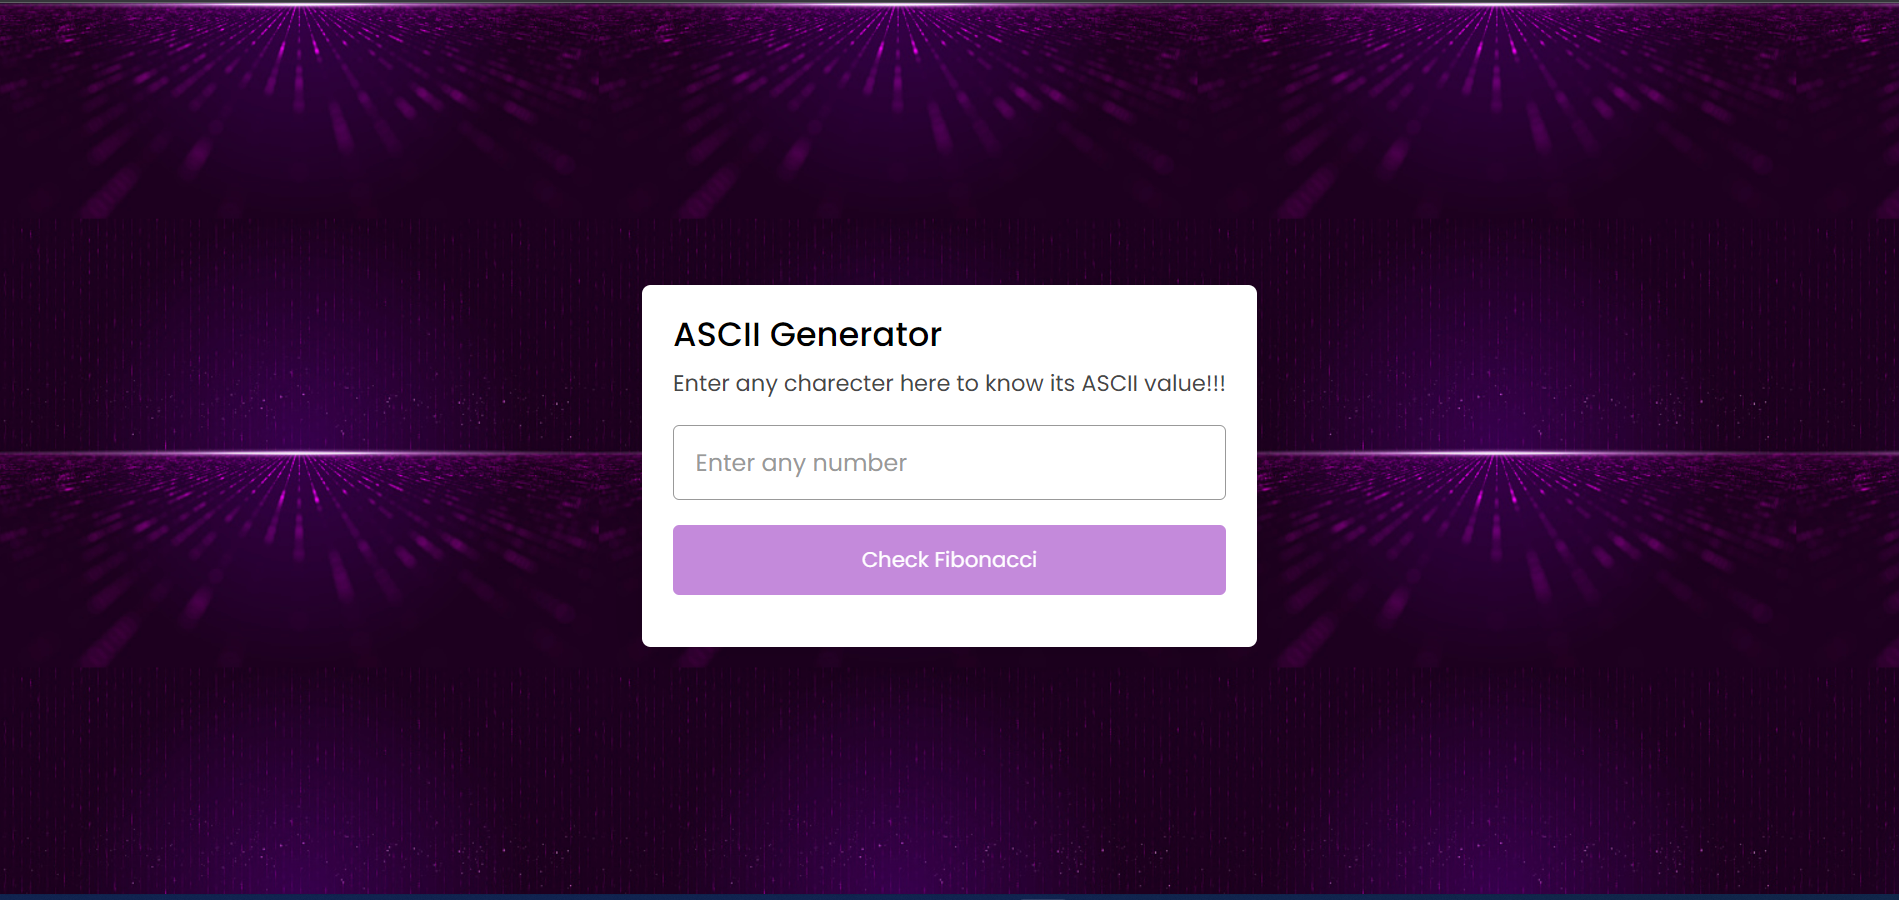 ASCII Generator
Enter any charecter here to know its ASCII value!!!
Enter any number
Check Fibonacci